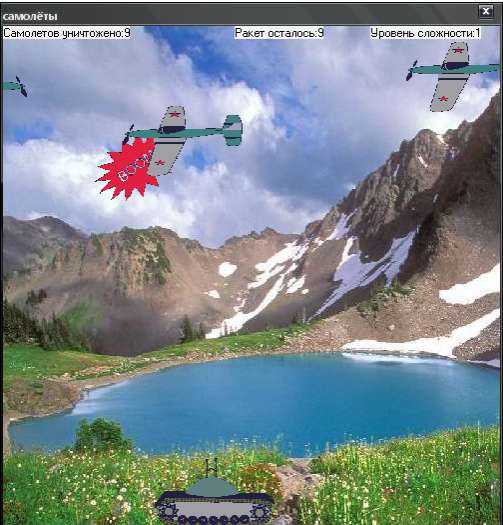 самолёты
Самолетов уничтожено:9 Ракет осталось:9 Уровень сложности:1
BOOM